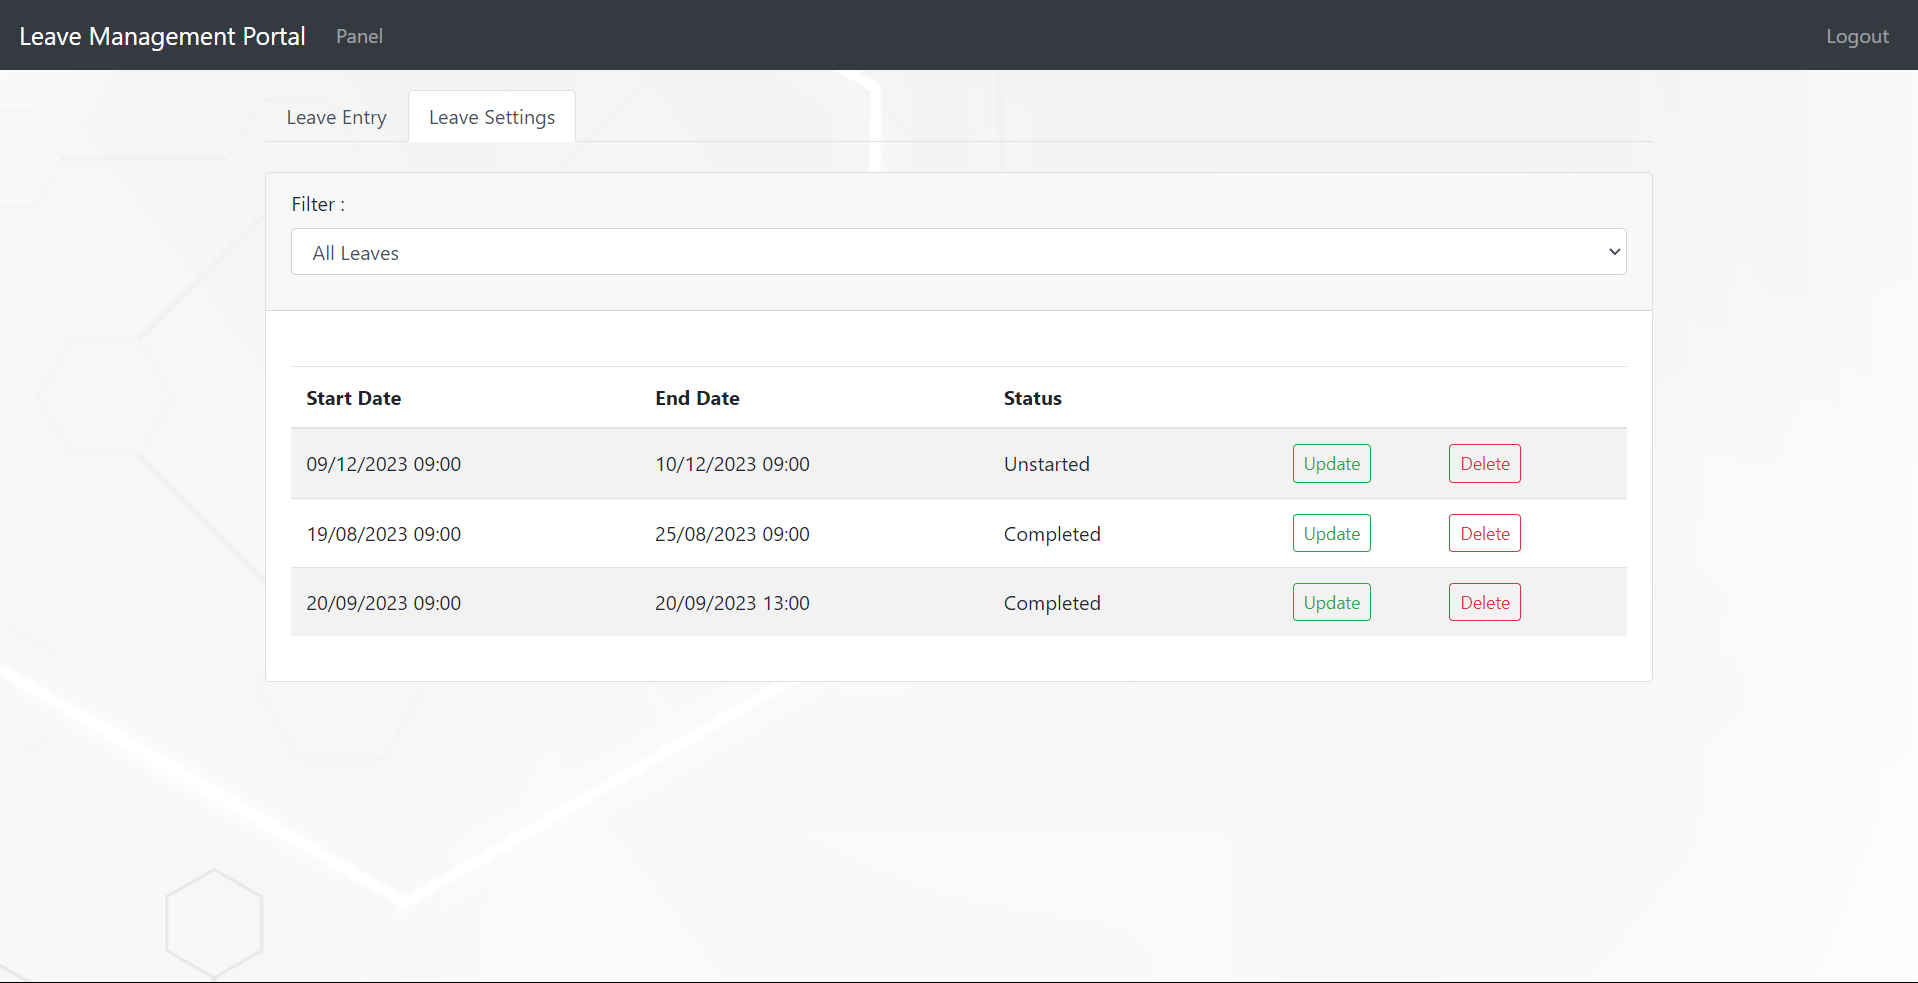 Leave Management Portal Panel Logout
Leave Entry Leave Settings
Filter :
All Leaves
Start Date End Date Status
09/12/2023 09:00 10/12/2023 09:00 Unstarted Update Delete
19/08/2023 09:00 25/08/2023 09:00 Completed Update Delete
20/09/2023 09:00 20/09/2023 13:00 Completed Update Delete